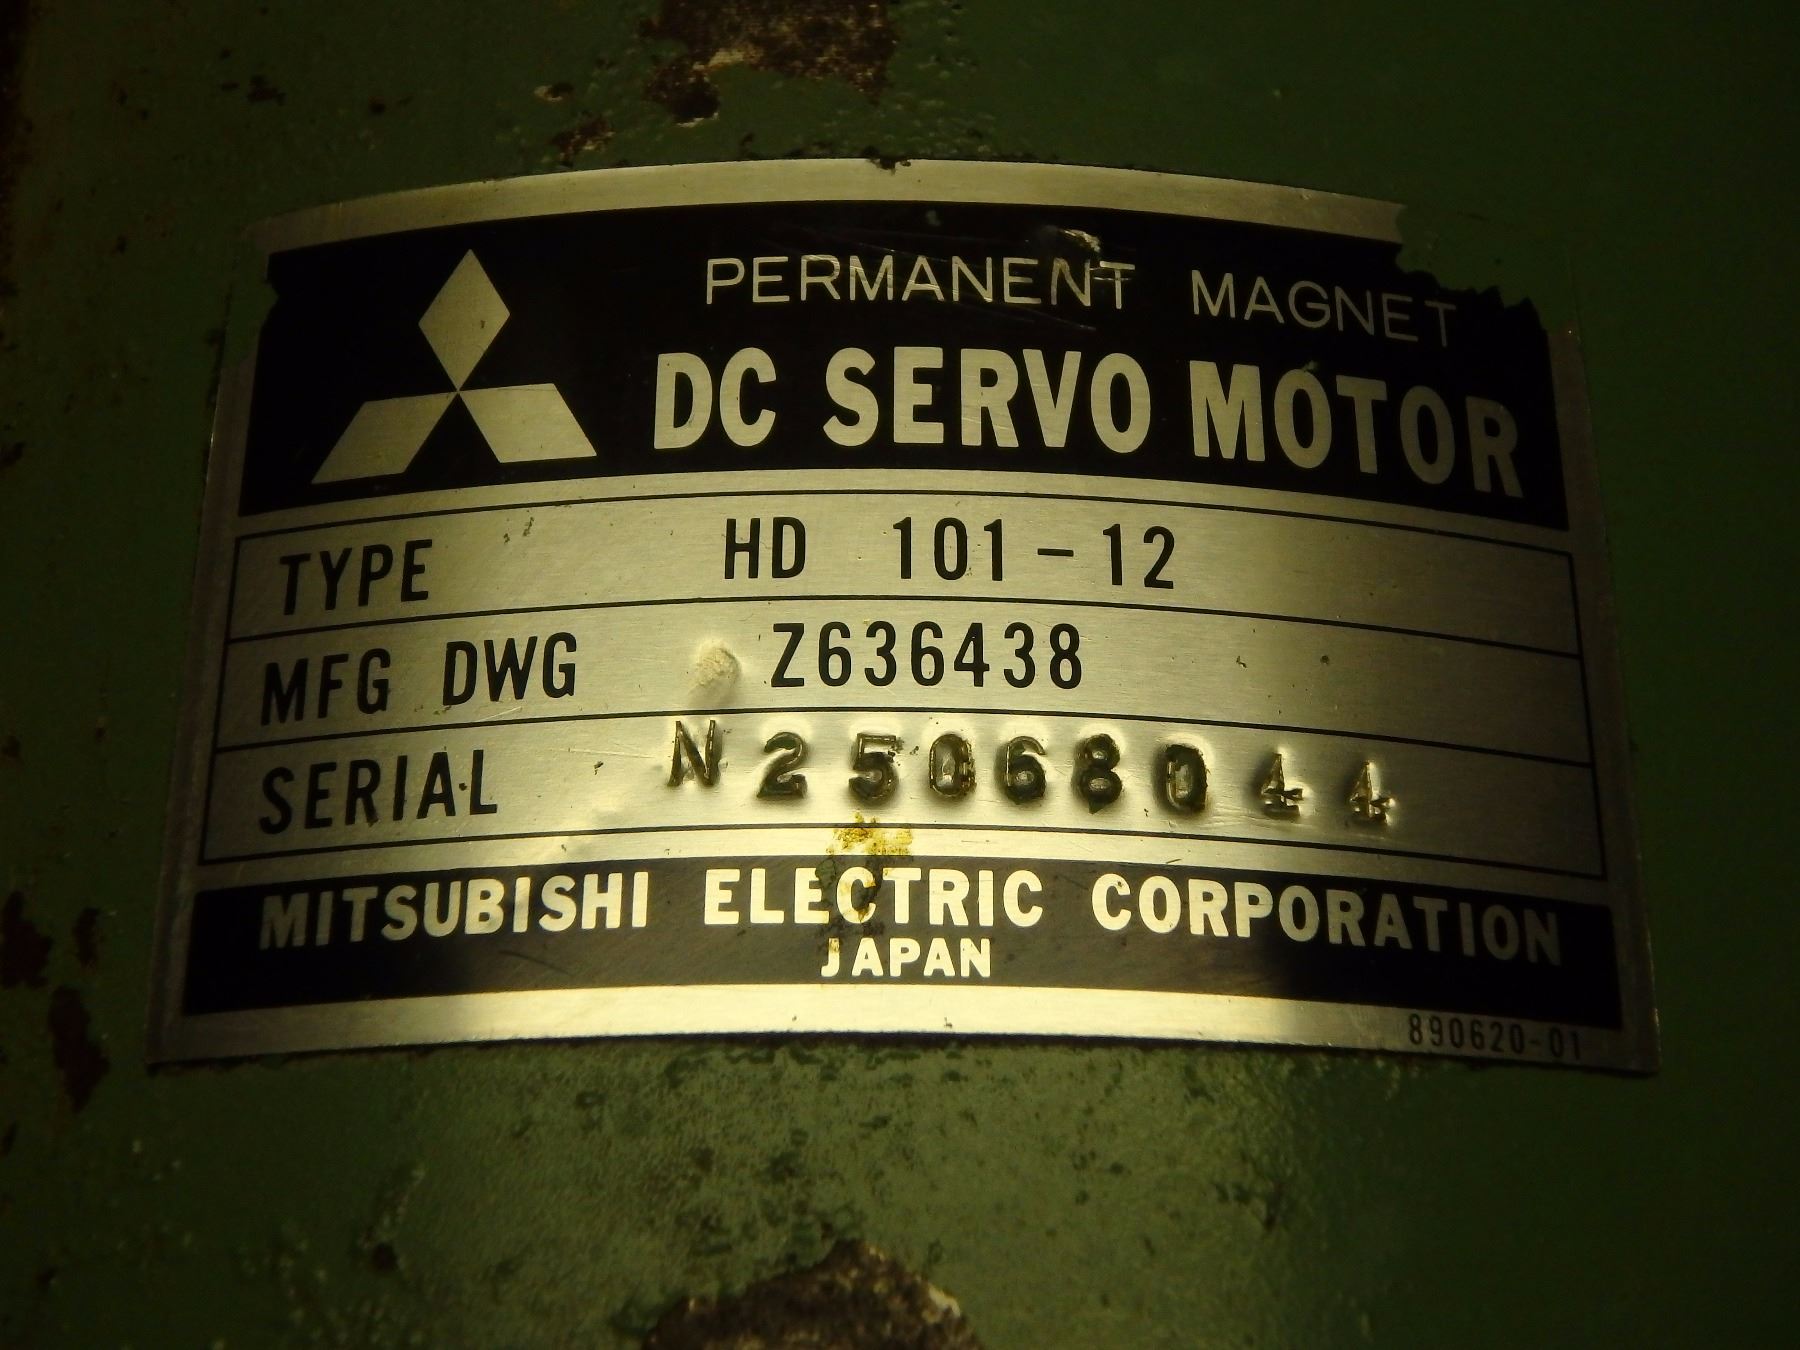 PERMANENT MAGNET
DC SERVO MOTOR
TYPE HD 101-12
MFG DWG Z636438
SERIAL N25068044
MITSUBISHI ELECTRIC CORPORATION
JAPAN
890620-01